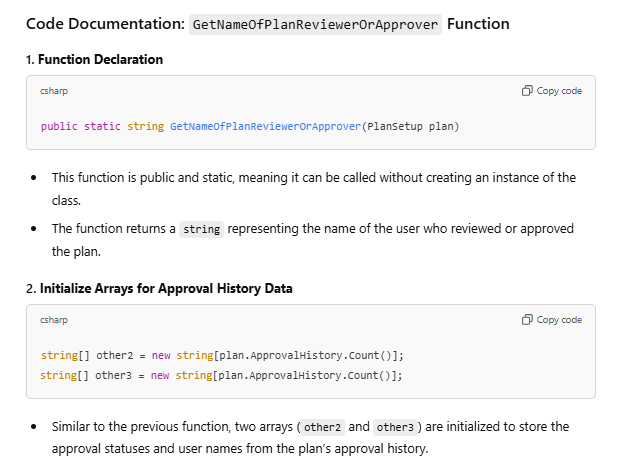 Code Documentation: GetNameOfPlanReviewerOrApprover Function
1. Function Declaration
csharp Copy code
public static string GetNameOfPlanReviewerOrApprover(PlanSetup plan)
• This function is public and static, meaning it can be called without creating an instance of the
class.
• The function returns a string representing the name of the user who reviewed or approved
the plan.
2. Initialize Arrays for Approval History Data
csharp Copy code
string[] other2 = new string[plan.ApprovalHistory.Count()];
string[] other3 = new string[plan.ApprovalHistory.Count()];
• Similar to the previous function, two arrays (other2 and other3) are initialized to store the
approval statuses and user names from the plan's approval history.